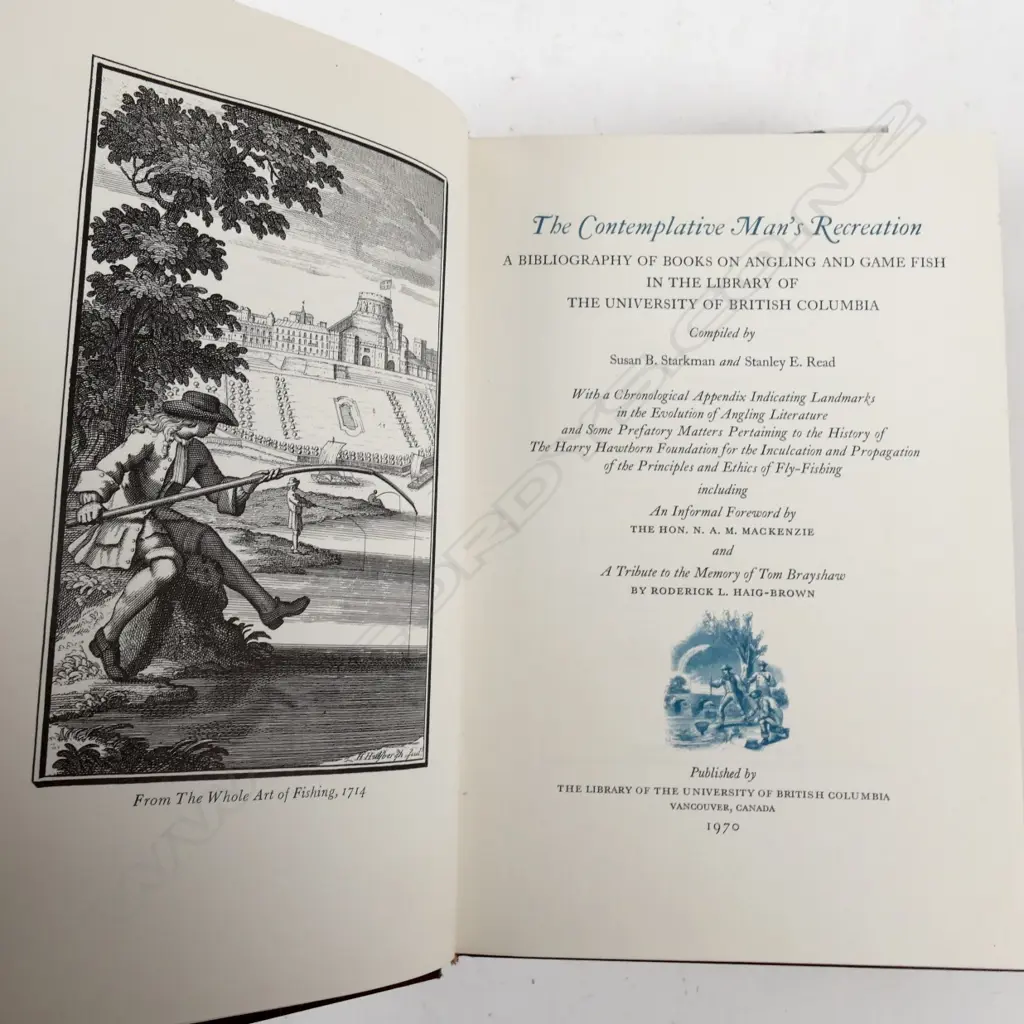 From The Whole Art of Fishing, 1714
The Contemplative Man's Recreation
A BIBLIOGRAPHY OF BOOKS ON ANGLING AND GAME FISH
IN THE LIBRARY OF
THE UNIVERSITY OF BRITISH COLUMBIA
Compiled by
Susan B. Starkman and Stanley E. Read
With a Chronological Appendix Indicating Landmarks
in the Evolution of Angling Literature
and Some Prefatory Matters Pertaining to the History of
The Harry Hawthorn Foundation for the Inculcation and Propagation
of the Principles and Ethics of Fly-Fishing
including
An Informal Foreword by
THE HON. N. A. M. MACKENZIE
and
A Tribute to the Memory of Tom Brayshaw
BY RODERICK L. HAIG-BROWN
Published by
THE LIBRARY OF THE UNIVERSITY OF BRITISH COLUMBIA
VANCOUVER, CANADA
1970